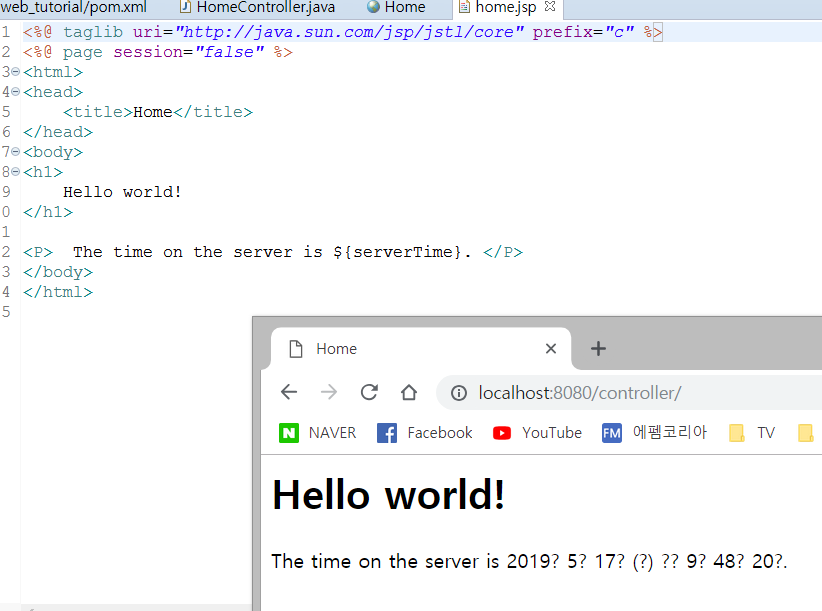 web_tutorial/pom.xml HomeController.java Home home.jsp
1 <%@ taglib uri="http://java.sun.com/jsp/jstl/core" prefix="c" %>
2 <%@ page session="false" %>
3 <html>
4 <head>
5 <title>Home</title>
6 </head>
7 <body>
8 <h1>
9 Hello world!
0 </h1>
1
2 <P>  The time on the server is ${serverTime}. </P>
3 </body>
4 </html>
5
Home
localhost:8080/controller/
N NAVER Facebook YouTube FM 에펨코리아 TV
Hello world!
The time on the server is 2019? 5? 17? (?) ?? 9? 48? 20?.